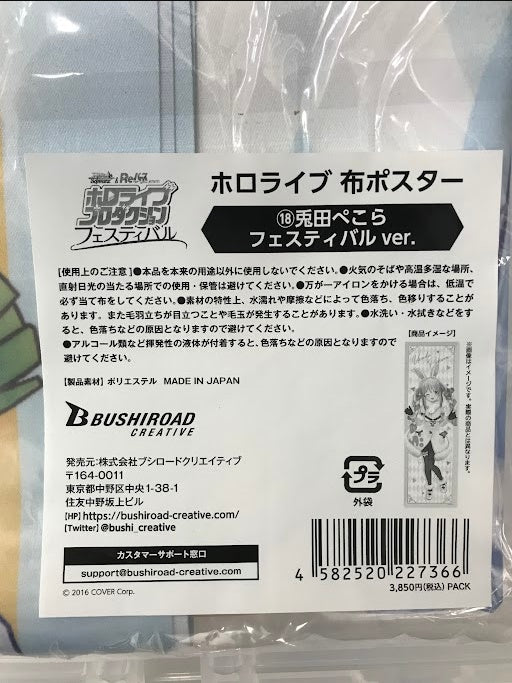 Reバース
ホロライブ
プロダクション
フェスティバル
ホロライブ 布ポスター
⑱兎田ぺこら
フェスティバル ver.
【使用上のご注意】●本品を本来の用途以外に使用しないでください。●火気のそばや高温多湿な場所、
直射日光の当たる場所での使用・保管は避けてください。●万が一アイロンをかける場合は、低温で
必ず当て布をしてください。●素材の特性上、水濡れや摩擦などによって色落ち、色移りすることが
あります。また毛羽立ちが目立つことや毛玉が発生することがあります。●水洗い・水拭きなどをす
ると、色落ちなどの原因となりますので避けてください。
●アルコール類など揮発性の液体が付着すると、色落ちなどの原因となりますので
避けてください。
【商品イメージ】
※画像はイメージです。実際の商品とは異なります。
【製品素材】ポリエステル MADE IN JAPAN
BUSHIROAD
CREATIVE
発売元:株式会社ブシロードクリエイティブ
〒164-0011
東京都中野区中央1-38-1
住友中野坂上ビル
[HP]https://bushiroad-creative.com/
[Twitter]@bushi_creative
プラ
外袋
カスタマーサポート窓口
support@bushiroad-creative.com
4 582520 227366
3,850円(税込) PACK
© 2016 COVER Corp.